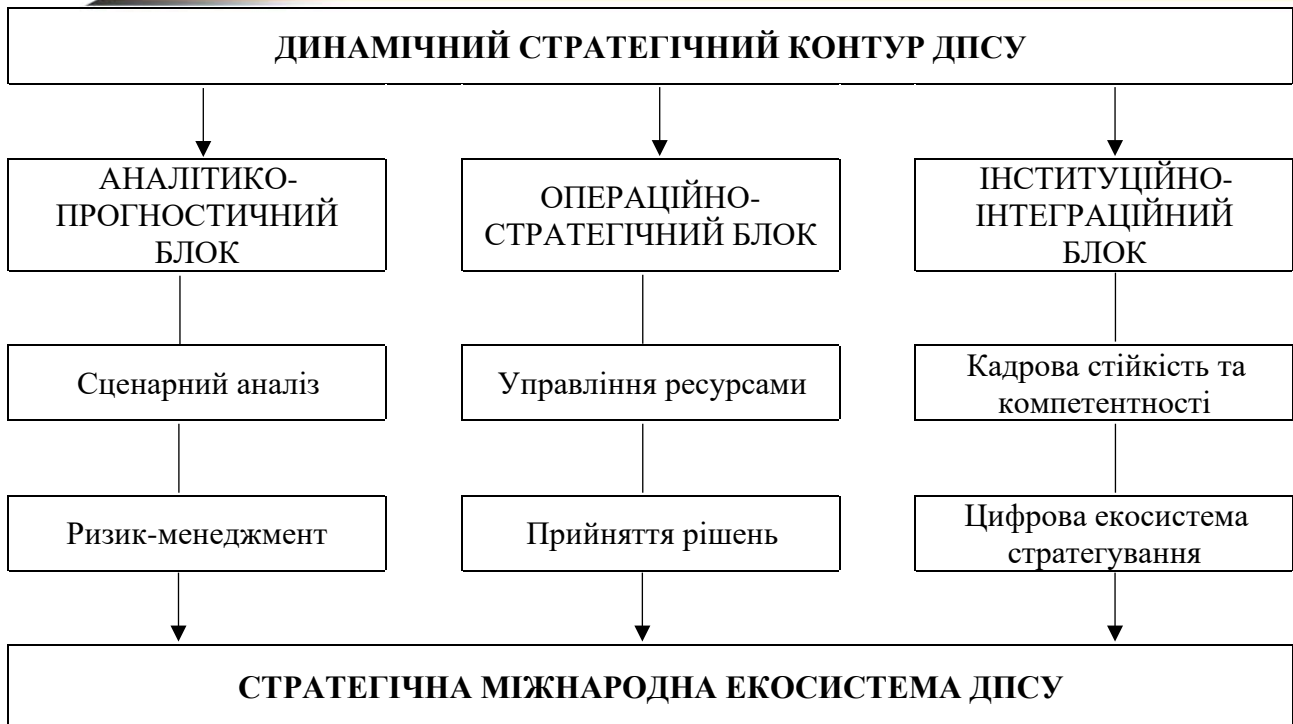 ДИНАМІЧНИЙ СТРАТЕГІЧНИЙ КОНТУР ДПСУ
АНАЛІТИКО-
ПРОГНОСТИЧНИЙ
БЛОК
ОПЕРАЦІЙНО-
СТРАТЕГІЧНИЙ БЛОК
ІНСТИТУЦІЙНО-
ІНТЕГРАЦІЙНИЙ
БЛОК
Сценарний аналіз
Управління ресурсами
Кадрова стійкість та
компетентності
Ризик-менеджмент
Прийняття рішень
Цифрова екосистема
стратегування
СТРАТЕГІЧНА МІЖНАРОДНА ЕКОСИСТЕМА ДПСУ